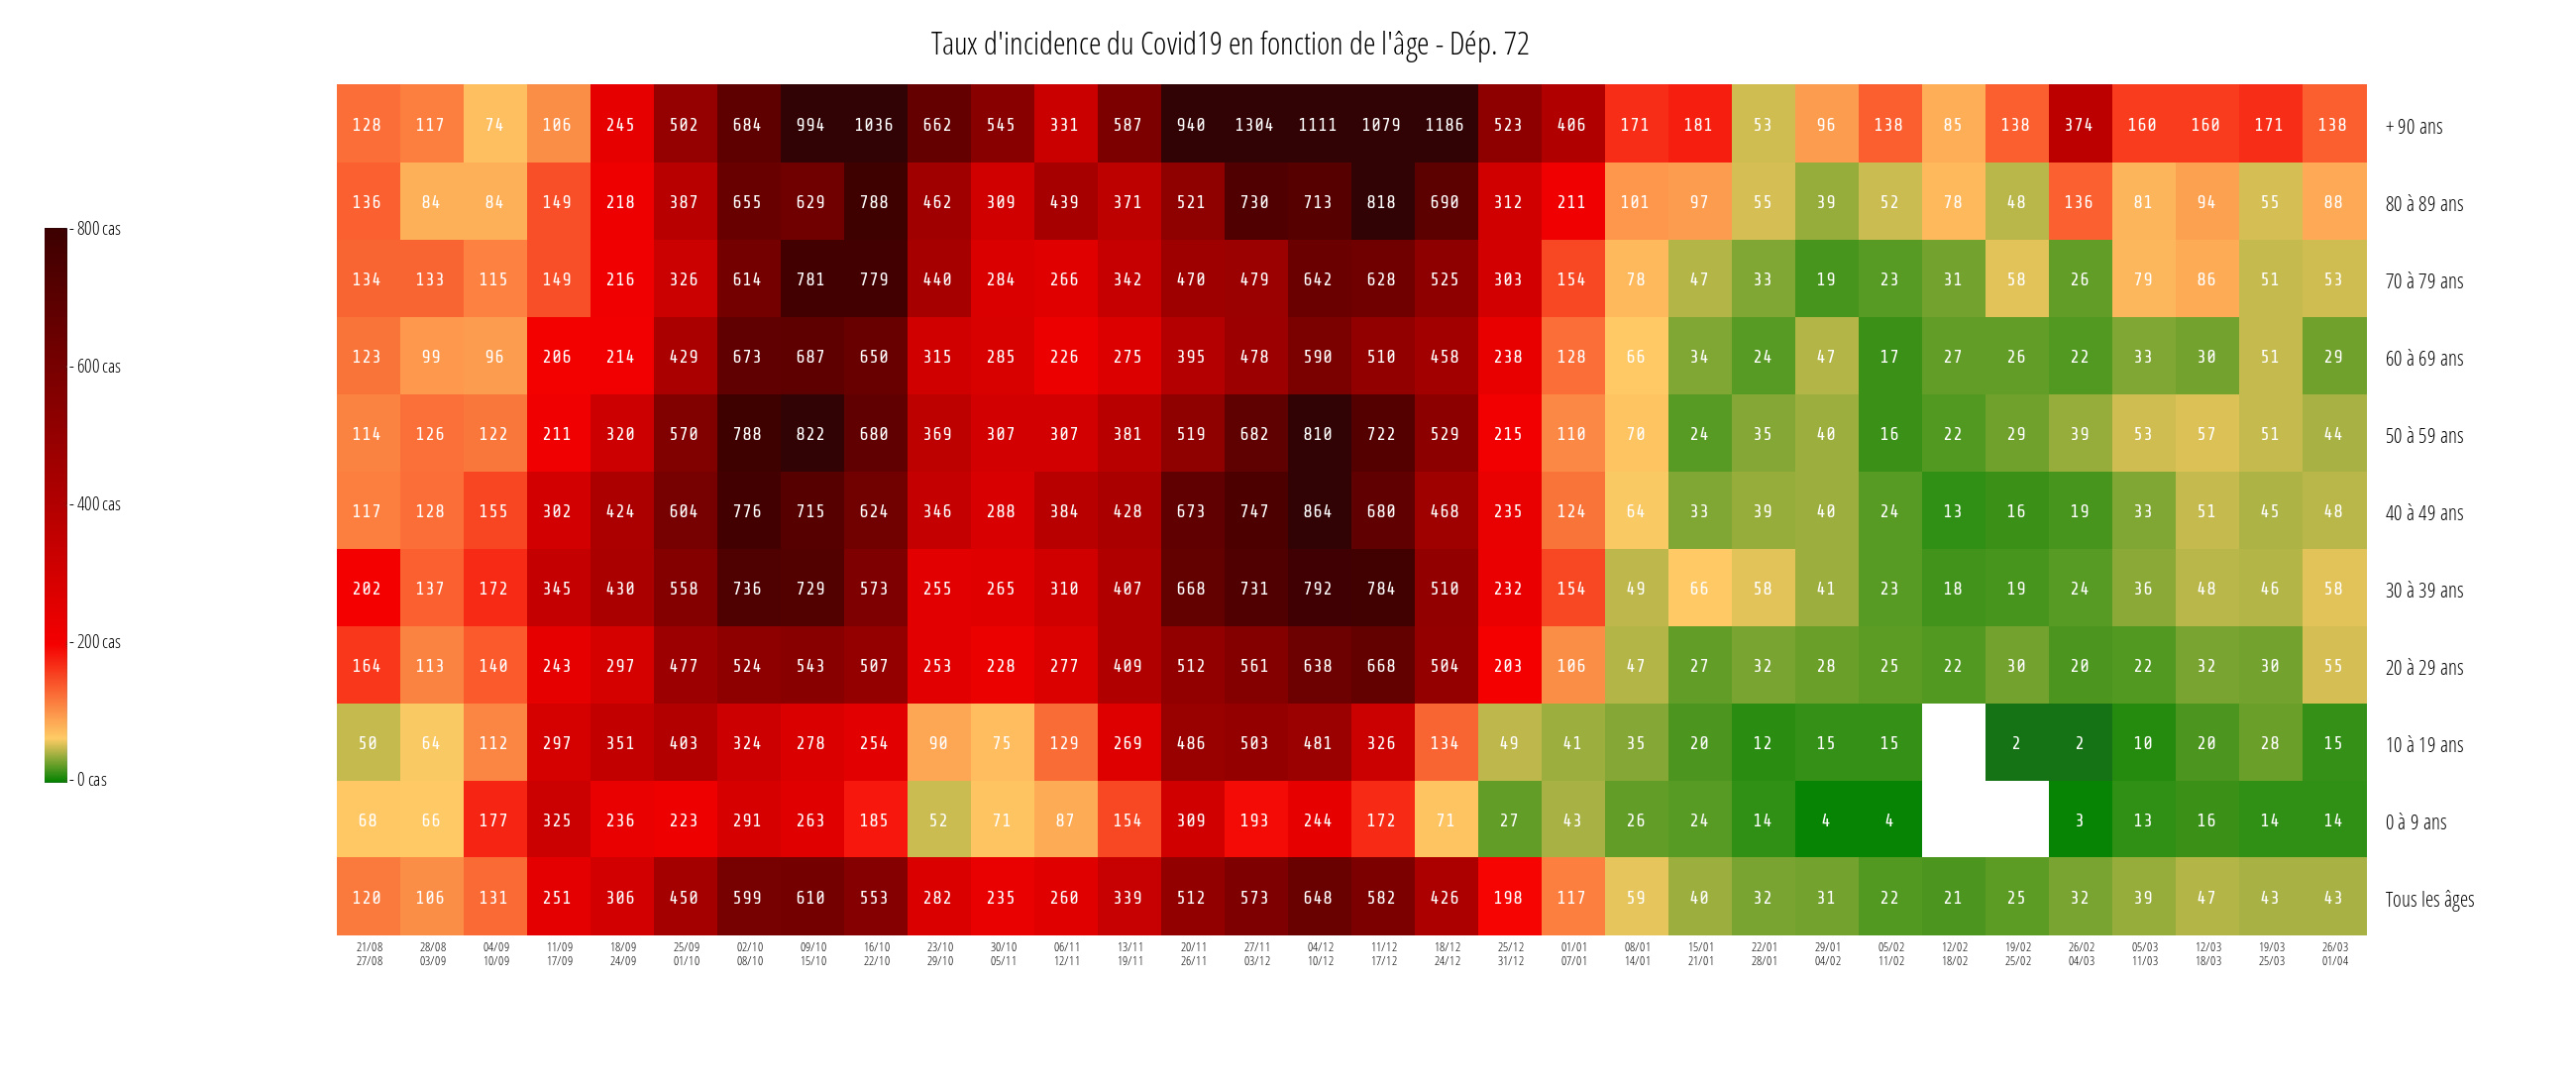 Taux d'incidence du Covid19 en fonction de l'âge - Dép. 72
128 117 74 106 245 502 684 994 1036 662 545 331 587 940 1304 1111 1079 1186 523 406 171 181 53 96 138 85 138 374 160 160 171 138 + 90 ans
136 84 84 149 218 387 655 629 788 462 309 439 371 521 730 713 818 690 312 211 101 97 55 39 52 78 48 136 81 94 55 88 80 à 89 ans
- 800 cas
134 133 115 149 216 326 614 781 779 440 284 266 342 470 479 642 628 525 303 154 78 47 33 19 23 31 58 26 79 86 51 53 70 à 79 ans
123 99 96 206 214 429 673 687 650 315 285 226 275 395 478 590 510 458 238 128 66 34 24 47 17 27 26 22 33 30 51 29 60 à 69 ans
- 600 cas
114 126 122 211 320 570 788 822 680 369 307 307 381 519 682 810 722 529 215 110 70 24 35 40 16 22 29 39 53 57 51 44 50 à 59 ans
- 400 cas
117 128 155 302 424 604 776 715 624 346 288 384 428 673 747 864 680 468 235 124 64 33 39 40 24 13 16 19 33 51 45 48 40 à 49 ans
202 137 172 345 430 558 736 729 573 255 265 310 407 668 731 792 784 510 232 154 49 66 58 41 23 18 19 24 36 48 46 58 30 à 39 ans
- 200 cas
164 113 140 243 297 477 524 543 507 253 228 277 409 512 561 638 668 504 203 106 47 27 32 28 25 22 30 20 22 32 30 55 20 à 29 ans
50 64 112 297 351 403 324 278 254 90 75 129 269 486 503 481 326 134 49 41 35 20 12 15 15 2 2 10 20 28 15 10 à 19 ans
- 0 cas
68 66 177 325 236 223 291 263 185 52 71 87 154 309 193 244 172 71 27 43 26 24 14 4 4 3 13 16 14 14 0 à 9 ans
120 106 131 251 306 450 599 610 553 282 235 260 339 512 573 648 582 426 198 117 59 40 32 31 22 21 25 32 39 47 43 43 Tous les âges
21/08 28/08 04/09 11/09 18/09 25/09 02/10 09/10 16/10 23/10 30/10 06/11 13/11 20/11 27/11 04/12 11/12 18/12 25/12 01/01 08/01 15/01 22/01 29/01 05/02 12/02 19/02 26/02 05/03 12/03 19/03 26/03
27/08 03/09 10/09 17/09 24/09 01/10 08/10 15/10 22/10 29/10 05/11 12/11 19/11 26/11 03/12 10/12 17/12 24/12 31/12 07/01 14/01 21/01 28/01 04/02 11/02 18/02 25/02 04/03 11/03 18/03 25/03 01/04